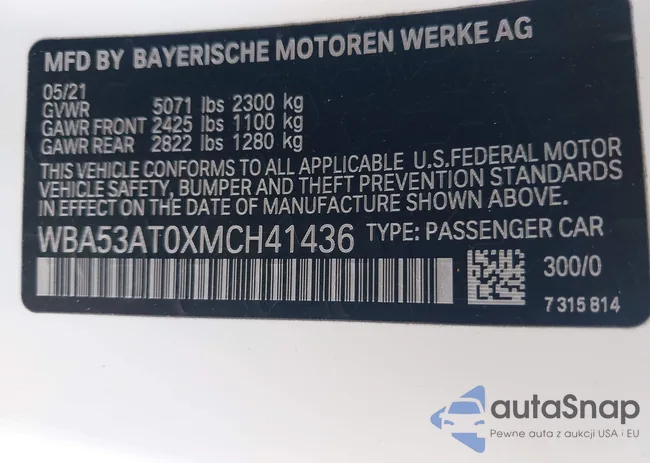 MFD BY BAYERISCHE MOTOREN WERKE AG
05/21
GVWR 5071 lbs 2300 kg
GAWR FRONT 2425 lbs 1100 kg
GAWR REAR 2822 lbs 1280 kg
THIS VEHICLE CONFORMS TO ALL APPLICABLE U.S.FEDERAL MOTOR
VEHICLE SAFETY, BUMPER AND THEFT PREVENTION STANDARDS
IN EFFECT ON THE DATE OF MANUFACTURE SHOWN ABOVE.
WBA53AT0XMCH41436 TYPE: PASSENGER CAR
300/0
7 315 814
autaSnap
Pewne auta z aukcji USA i EU